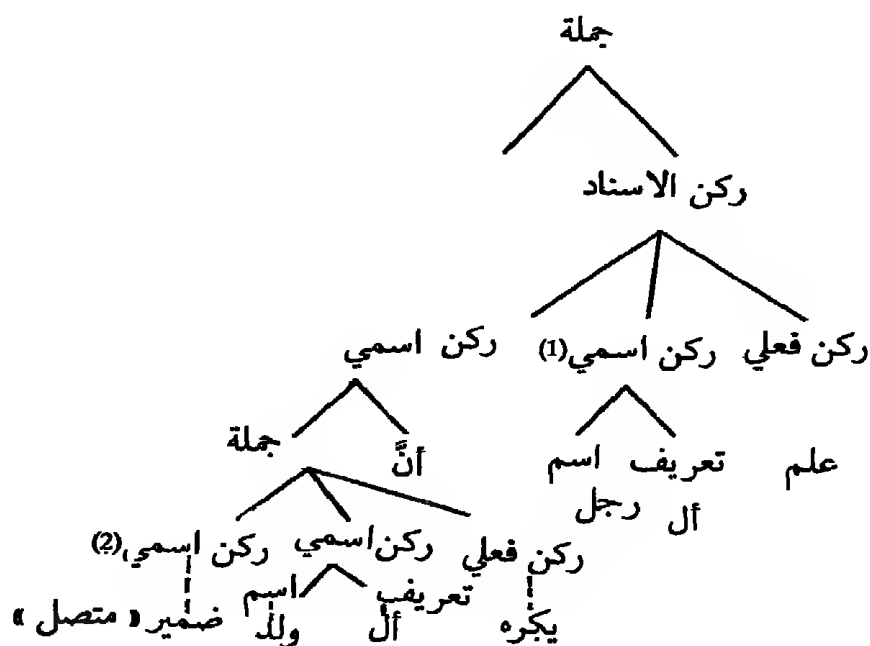 جملة
ركن الاسناد
ركن فعلي ركن اسمي(1) ركن اسمي
علم تعريف اسم أنَّ جملة
أل رجل
ركن فعلي ركن اسمي ركن اسمي(2)
يكره تعريف اسم ضمير « متصل »
أل ولد